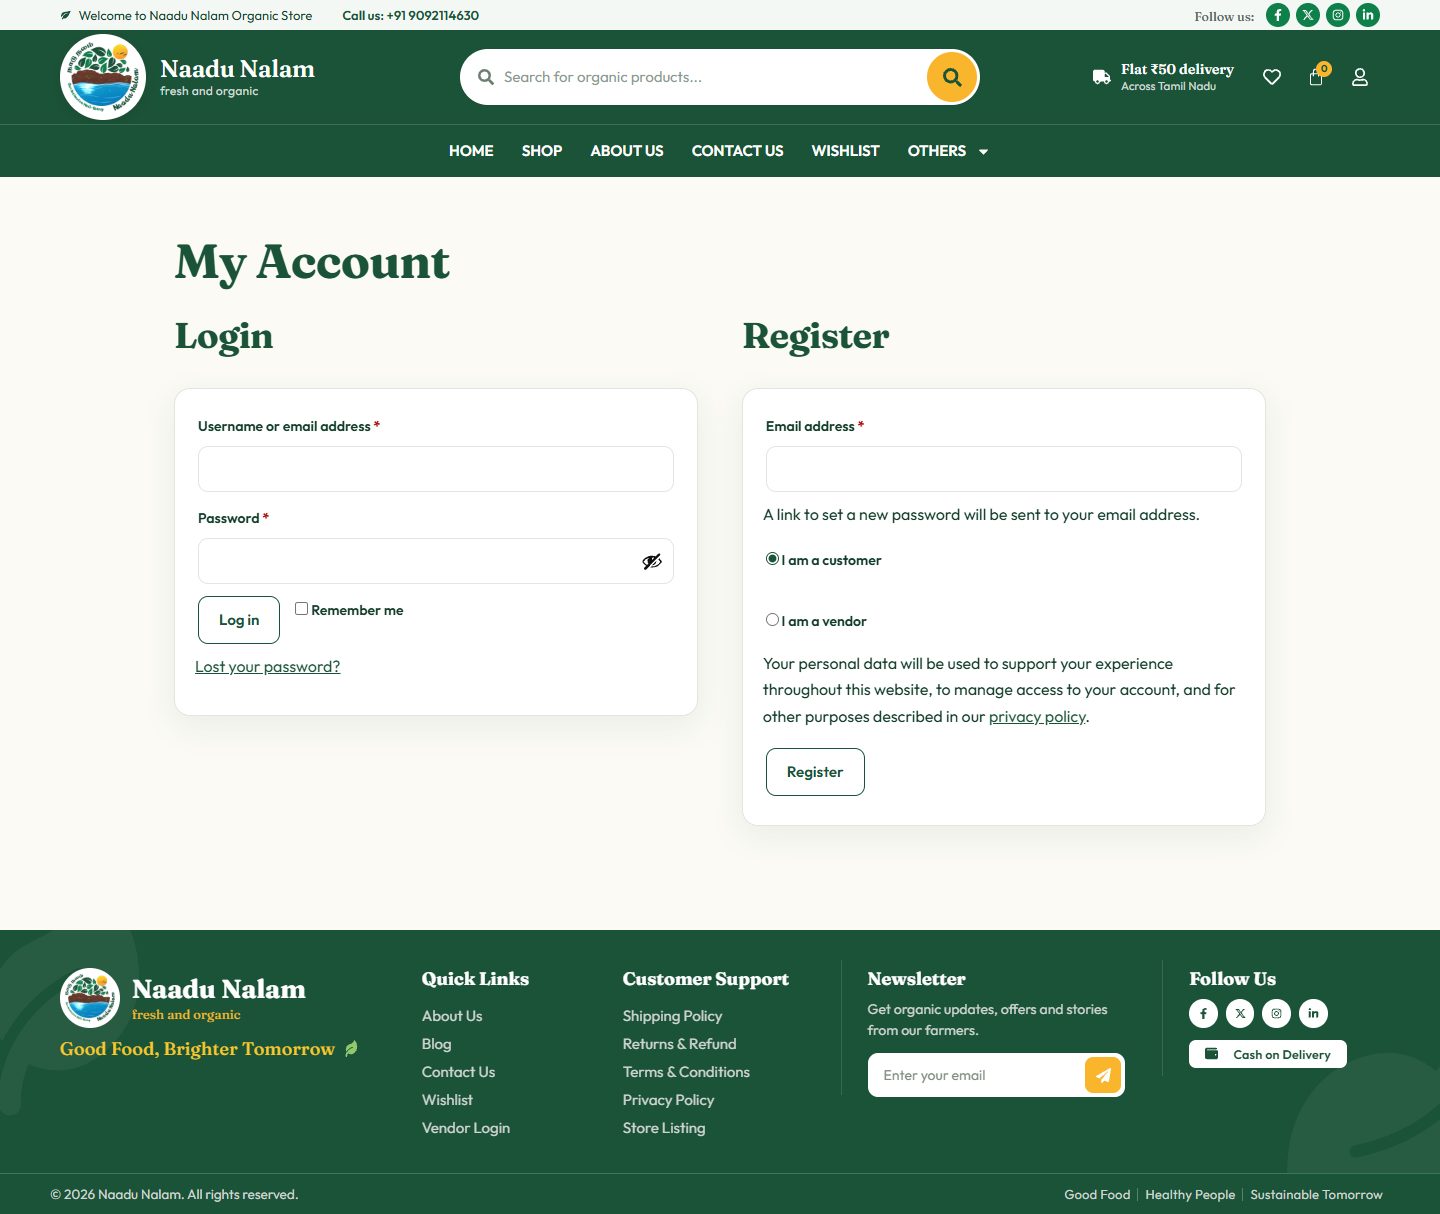 Welcome to Naadu Nalam Organic Store
Call us: +91 9092114630
Follow us:
Naadu Nalam
fresh and organic
Search for organic products...
Flat ₹50 delivery
Across Tamil Nadu
0
HOME
SHOP
ABOUT US
CONTACT US
WISHLIST
OTHERS
My Account
Login
Username or email address *
Password *
Log in
Remember me
Lost your password?
Register
Email address *
A link to set a new password will be sent to your email address.
I am a customer
I am a vendor
Your personal data will be used to support your experience
throughout this website, to manage access to your account, and for
other purposes described in our privacy policy.
Register
Naadu Nalam
fresh and organic
Good Food, Brighter Tomorrow
Quick Links
About Us
Blog
Contact Us
Wishlist
Vendor Login
Customer Support
Shipping Policy
Returns & Refund
Terms & Conditions
Privacy Policy
Store Listing
Newsletter
Get organic updates, offers and stories
from our farmers.
Enter your email
Follow Us
Cash on Delivery
© 2026 Naadu Nalam. All rights reserved.
Good Food
Healthy People
Sustainable Tomorrow